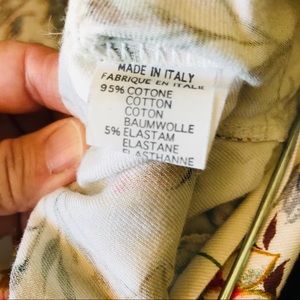 MADE IN ITALY
FABRIQUE EN ITALIE
95% COTONE
COTTON
COTON
BAUMWOLLE
5% ELASTAM
ELASTANE
ELASTHANNE